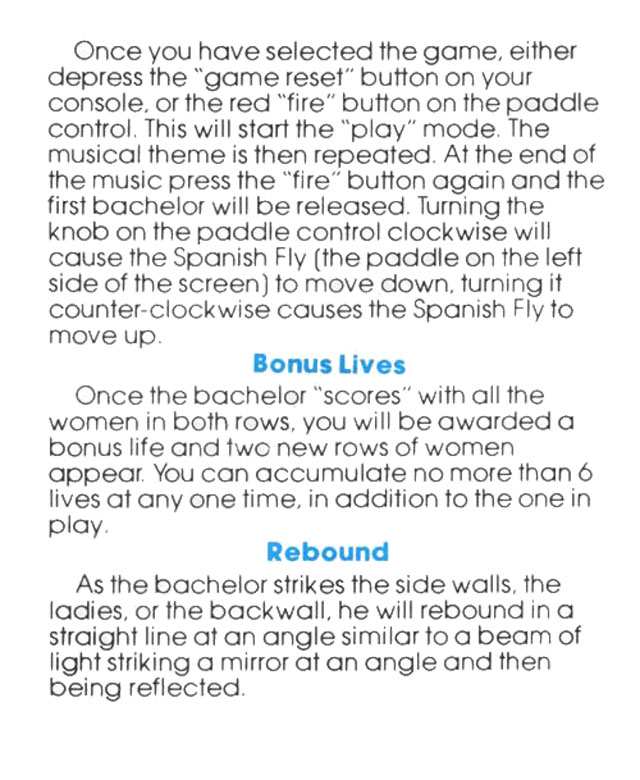 Once you have selected the game, either
depress the "game reset" button on your
console, or the red "fire" button on the paddle
control. This will start the "play" mode. The
musical theme is then repeated. At the end of
the music press the "fire" button again and the
first bachelor will be released. Turning the
knob on the paddle control clockwise will
cause the Spanish Fly (the paddle on the left
side of the screen) to move down, turning it
counter-clockwise causes the Spanish Fly to
move up.
Bonus Lives
Once the bachelor "scores" with all the
women in both rows, you will be awarded a
bonus life and two new rows of women
appear. You can accumulate no more than 6
lives at any one time, in addition to the one in
play.
Rebound
As the bachelor strikes the side walls, the
ladies, or the backwall, he will rebound in a
straight line at an angle similar to a beam of
light striking a mirror at an angle and then
being reflected.